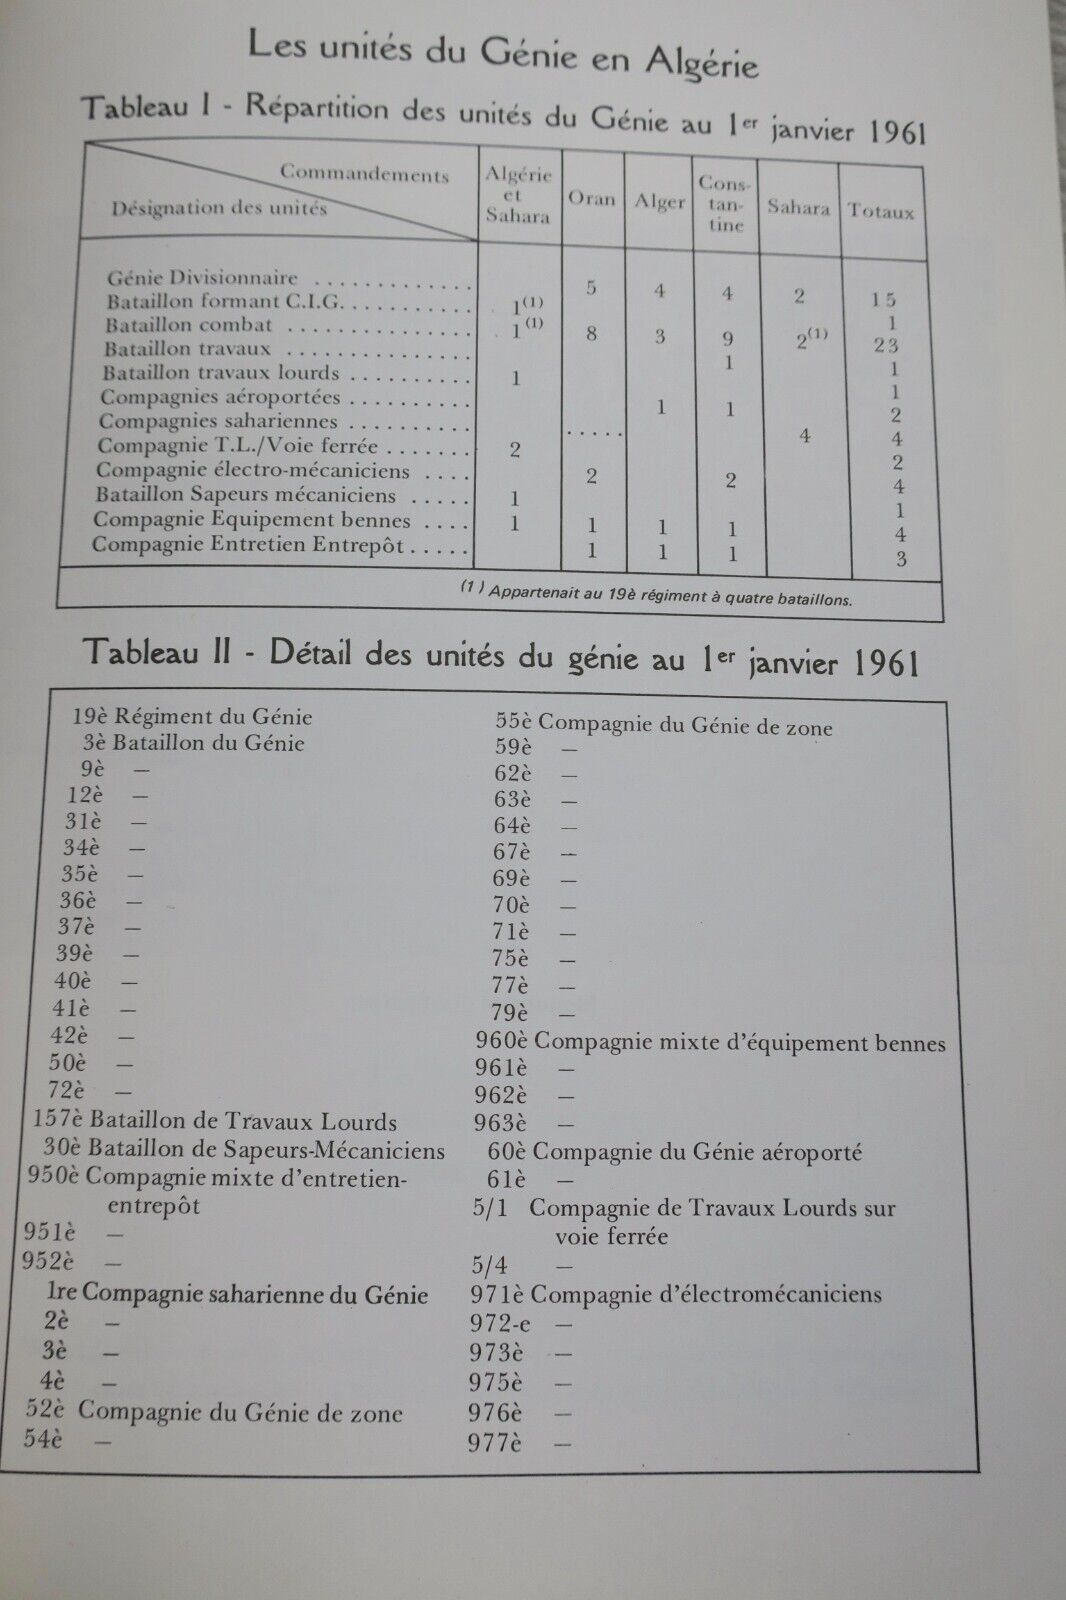 Les unités du Génie en Algérie
Tableau I - Répartition des unités du Génie au 1er janvier 1961
Commandements
Désignation des unités
Algérie et Sahara
Oran
Alger
Cons-tan-tine
Sahara
Totaux
Génie Divisionnaire ............. 5 4 4 2 15
Bataillon formant C.I.G. ........... 1(1) 1
Bataillon combat ................ 1(1) 8 3 9 2(1) 23
Bataillon travaux ................ 1 1
Bataillon travaux lourds .......... 1 1
Compagnies aéroportées .......... 1 1 2
Compagnies sahariennes .......... ..... 4 4
Compagnie T.L./Voie ferrée ....... 2 2
Compagnie électro-mécaniciens .... 2 2 4
Bataillon Sapeurs mécaniciens ..... 1 1
Compagnie Equipement bennes .... 1 1 1 1 4
Compagnie Entretien Entrepôt ..... 1 1 1 3
(1) Appartenait au 19è régiment à quatre bataillons.
Tableau II - Détail des unités du génie au 1er janvier 1961
19è Régiment du Génie
3è Bataillon du Génie
9è —
12è —
31è —
34è —
35è —
36è —
37è —
39è —
40è —
41è —
42è —
50è —
72è —
157è Bataillon de Travaux Lourds
30è Bataillon de Sapeurs-Mécaniciens
950è Compagnie mixte d'entretien-
entrepôt
951è —
952è —
1re Compagnie saharienne du Génie
2è —
3è —
4è —
52è Compagnie du Génie de zone
54è —
55è Compagnie du Génie de zone
59è —
62è —
63è —
64è —
67è —
69è —
70è —
71è —
75è —
77è —
79è —
960è Compagnie mixte d'équipement bennes
961è —
962è —
963è —
60è Compagnie du Génie aéroporté
61è —
5/1 Compagnie de Travaux Lourds sur
voie ferrée
5/4 —
971è Compagnie d'électromécaniciens
972-e —
973è —
975è —
976è —
977è —